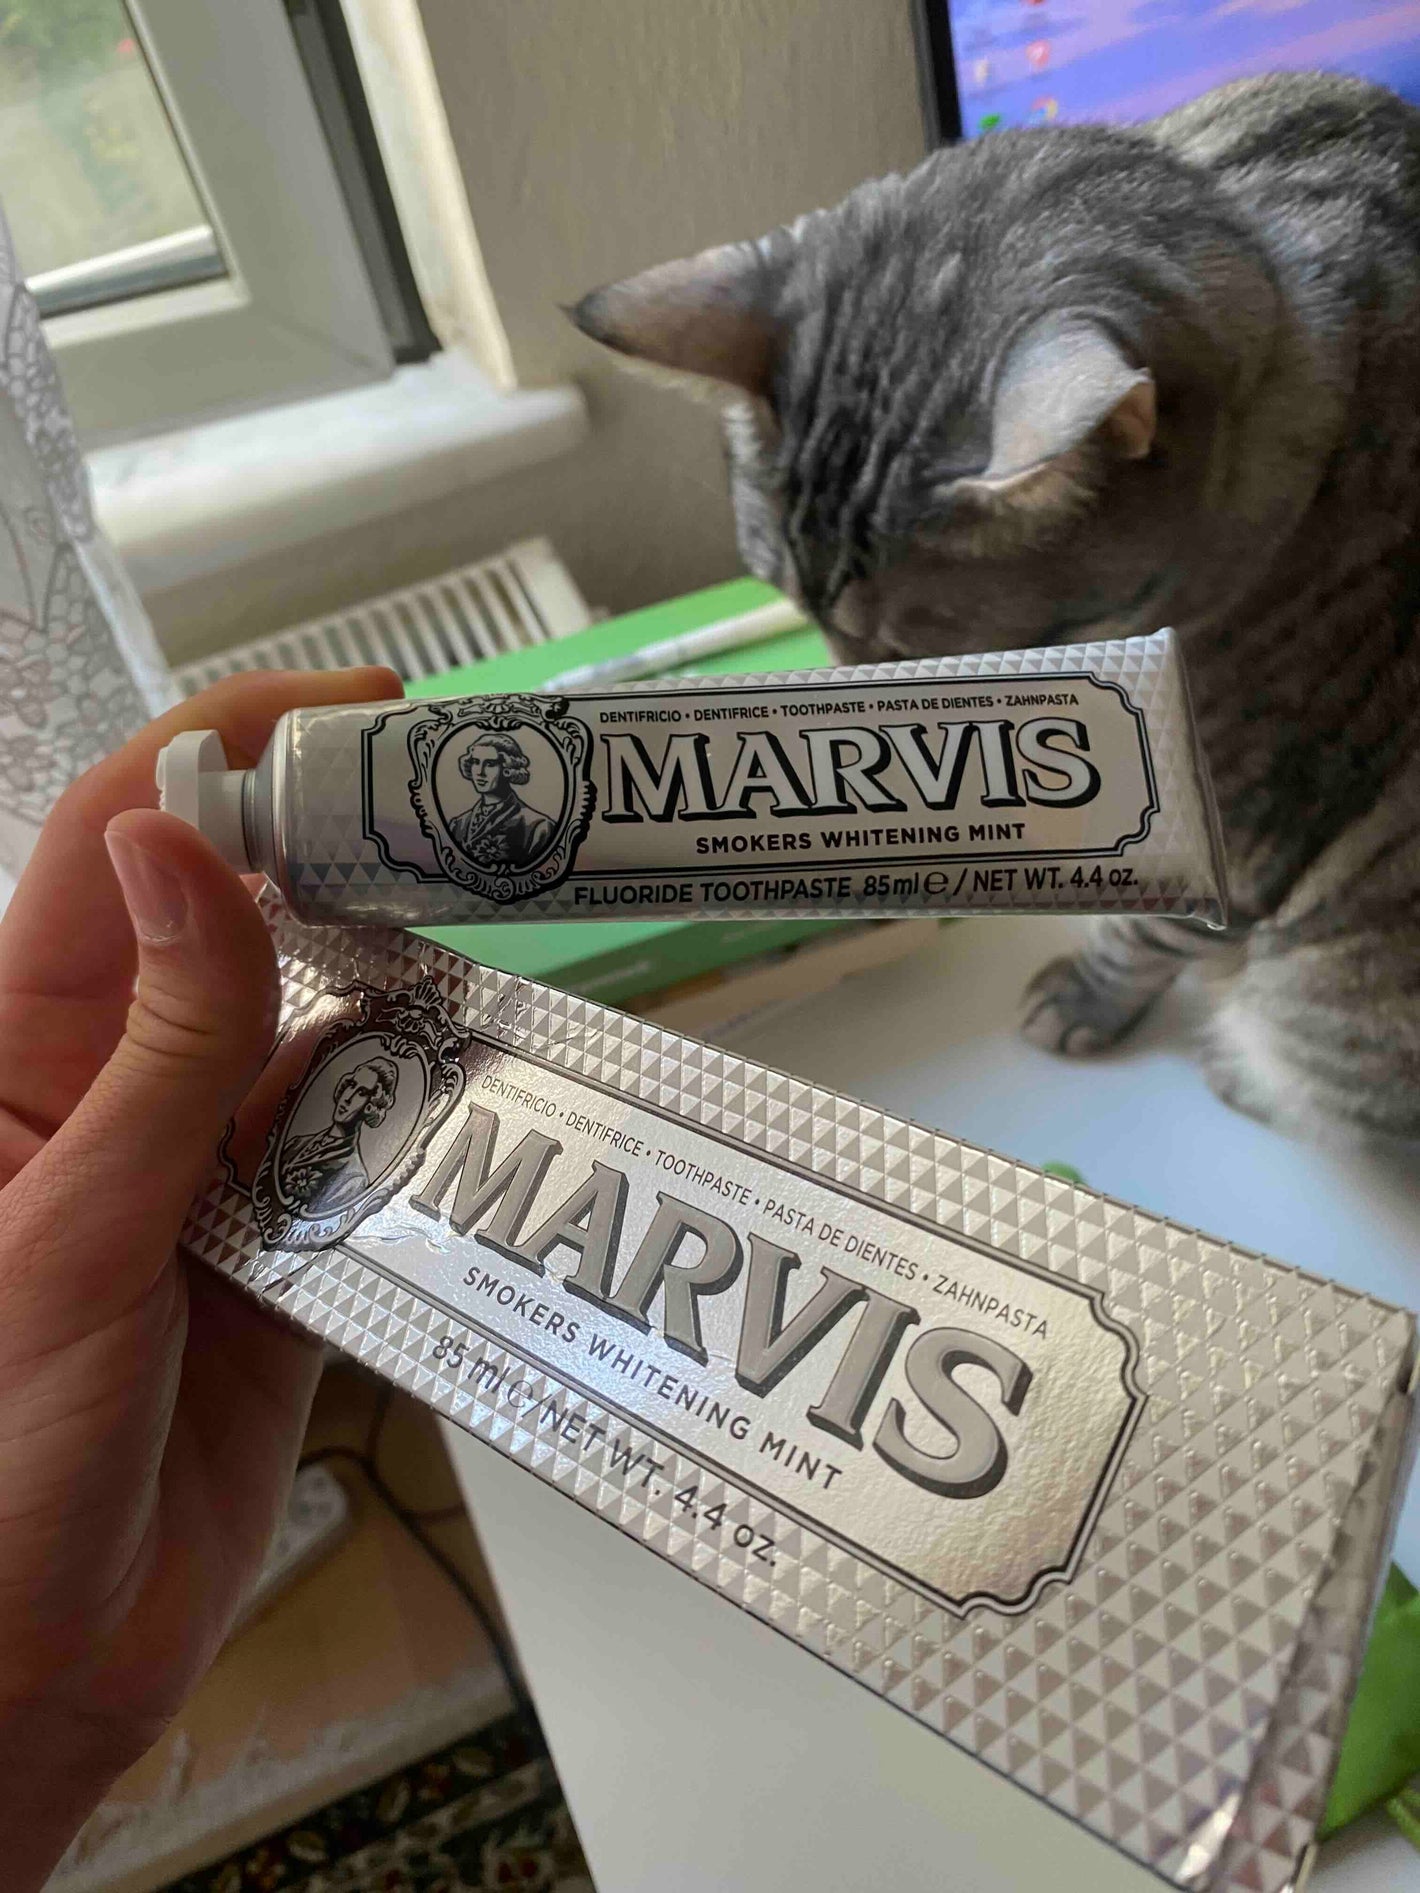 DENTIFRICIO • DENTIFRICE • TOOTHPASTE • PASTA DE DIENTES • ZAHNPASTA
MARVIS
SMOKERS WHITENING MINT
FLUORIDE TOOTHPASTE 85ml ℮ / NET WT. 4.4 oz.
DENTIFRICIO • DENTIFRICE • TOOTHPASTE • PASTA DE DIENTES • ZAHNPASTA
MARVIS
SMOKERS WHITENING MINT
85 ml ℮/NET WT. 4.4 oz.